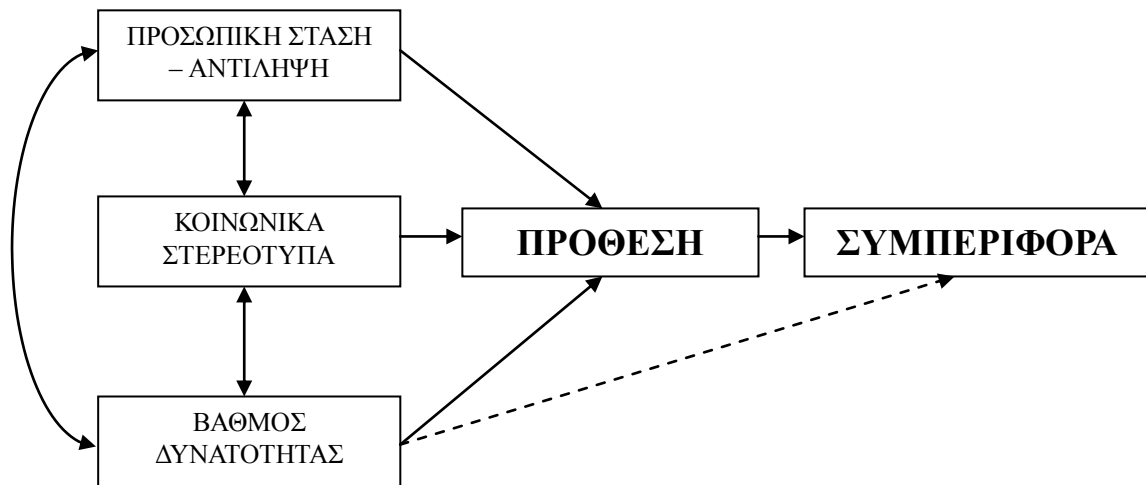 ΠΡΟΣΩΠΙΚΗ ΣΤΑΣΗ
– ΑΝΤΙΛΗΨΗ
ΚΟΙΝΩΝΙΚΑ
ΣΤΕΡΕΟΤΥΠΑ
ΠΡΟΘΕΣΗ
ΣΥΜΠΕΡΙΦΟΡΑ
ΒΑΘΜΟΣ
ΔΥΝΑΤΟΤΗΤΑΣ